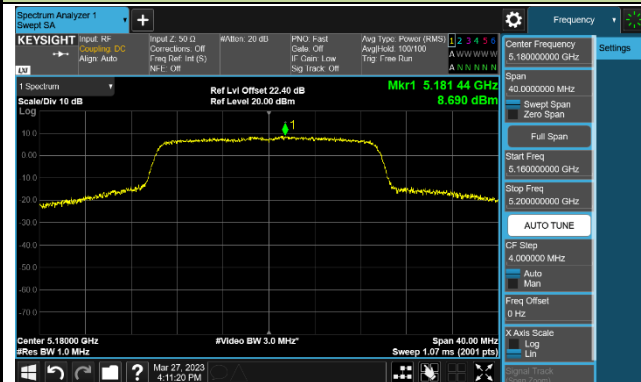 Spectrum Analyzer 1
Swept SA
Frequency
KEYSIGHT
Input: RF
Coupling: DC
Align: Auto
Input Z: 50 Ω
Corrections: Off
Freq Ref: Int (S)
NFE: Off
#Atten: 20 dB
PNO: Fast
Gate: Off
IF Gain: Low
Sig Track: Off
Avg Type: Power (RMS)
Avg|Hold: 100/100
Trig: Free Run
1 2 3 4 5 6
A W W W W W
A N N N N N
LXI
1 Spectrum
Scale/Div 10 dB
Log
Ref Lvl Offset 22.40 dB
Ref Level 20.00 dBm
Mkr1 5.181 44 GHz
8.690 dBm
1
10.0
0.00
-10.0
-20.0
-30.0
-40.0
-50.0
-60.0
-70.0
Center 5.18000 GHz
#Res BW 1.0 MHz
#Video BW 3.0 MHz*
Span 40.00 MHz
Sweep 1.07 ms (2001 pts)
Mar 27, 2023
4:11:20 PM
Center Frequency
5.180000000 GHz
Settings
Span
40.0000000 MHz
Swept Span
Zero Span
Full Span
Start Freq
5.160000000 GHz
Stop Freq
5.200000000 GHz
AUTO TUNE
CF Step
4.000000 MHz
Auto
Man
Freq Offset
0 Hz
X Axis Scale
Log
Lin
Signal Track
(Span Zoom)